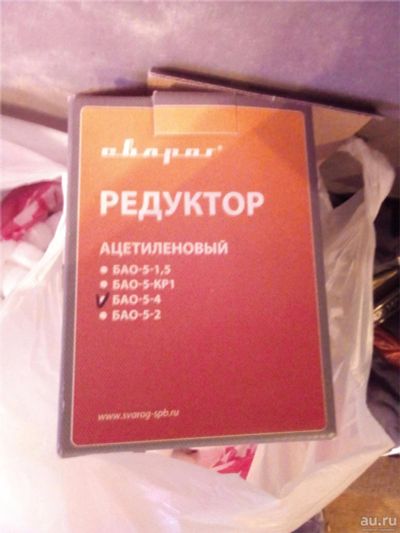 сварог®
РЕДУКТОР
АЦЕТИЛЕНОВЫЙ
БАО-5-1,5
БАО-5-КР1
БАО-5-4
БАО-5-2
www.svarog-spb.ru
au.ru